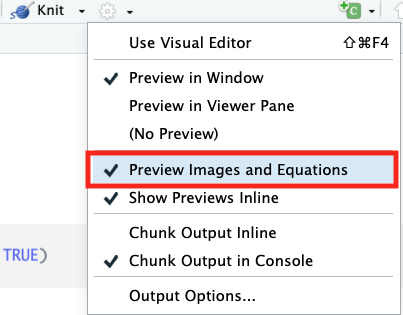 Knit
Use Visual Editor ⇧⌘F4
Preview in Window
Preview in Viewer Pane
(No Preview)
Preview Images and Equations
Show Previews Inline
Chunk Output Inline
TRUE)
Chunk Output in Console
Output Options...